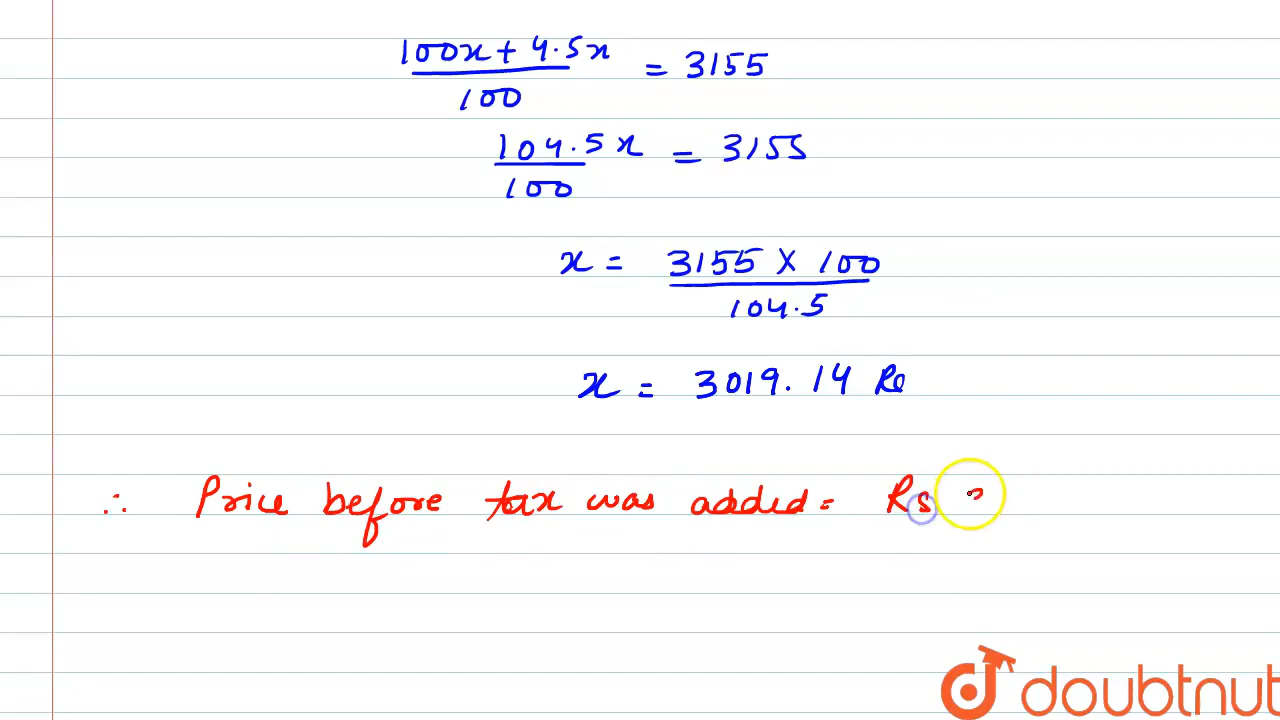 100x + 4.5x
———
100
= 3155
104.5x
———
100
= 3155
x = 3155 × 100
———
104.5
x = 3019.14 Rs
∴ Price before tax was added = Rs
doubtnut